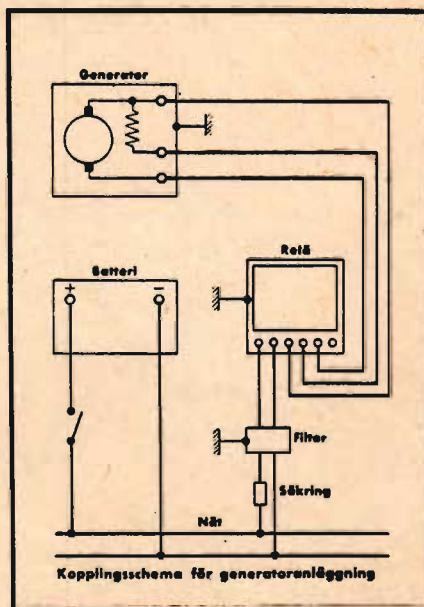 Generator
Relä
Batteri
+ −
Filter
Säkring
Nät
Kopplingsschema för generatoranläggning